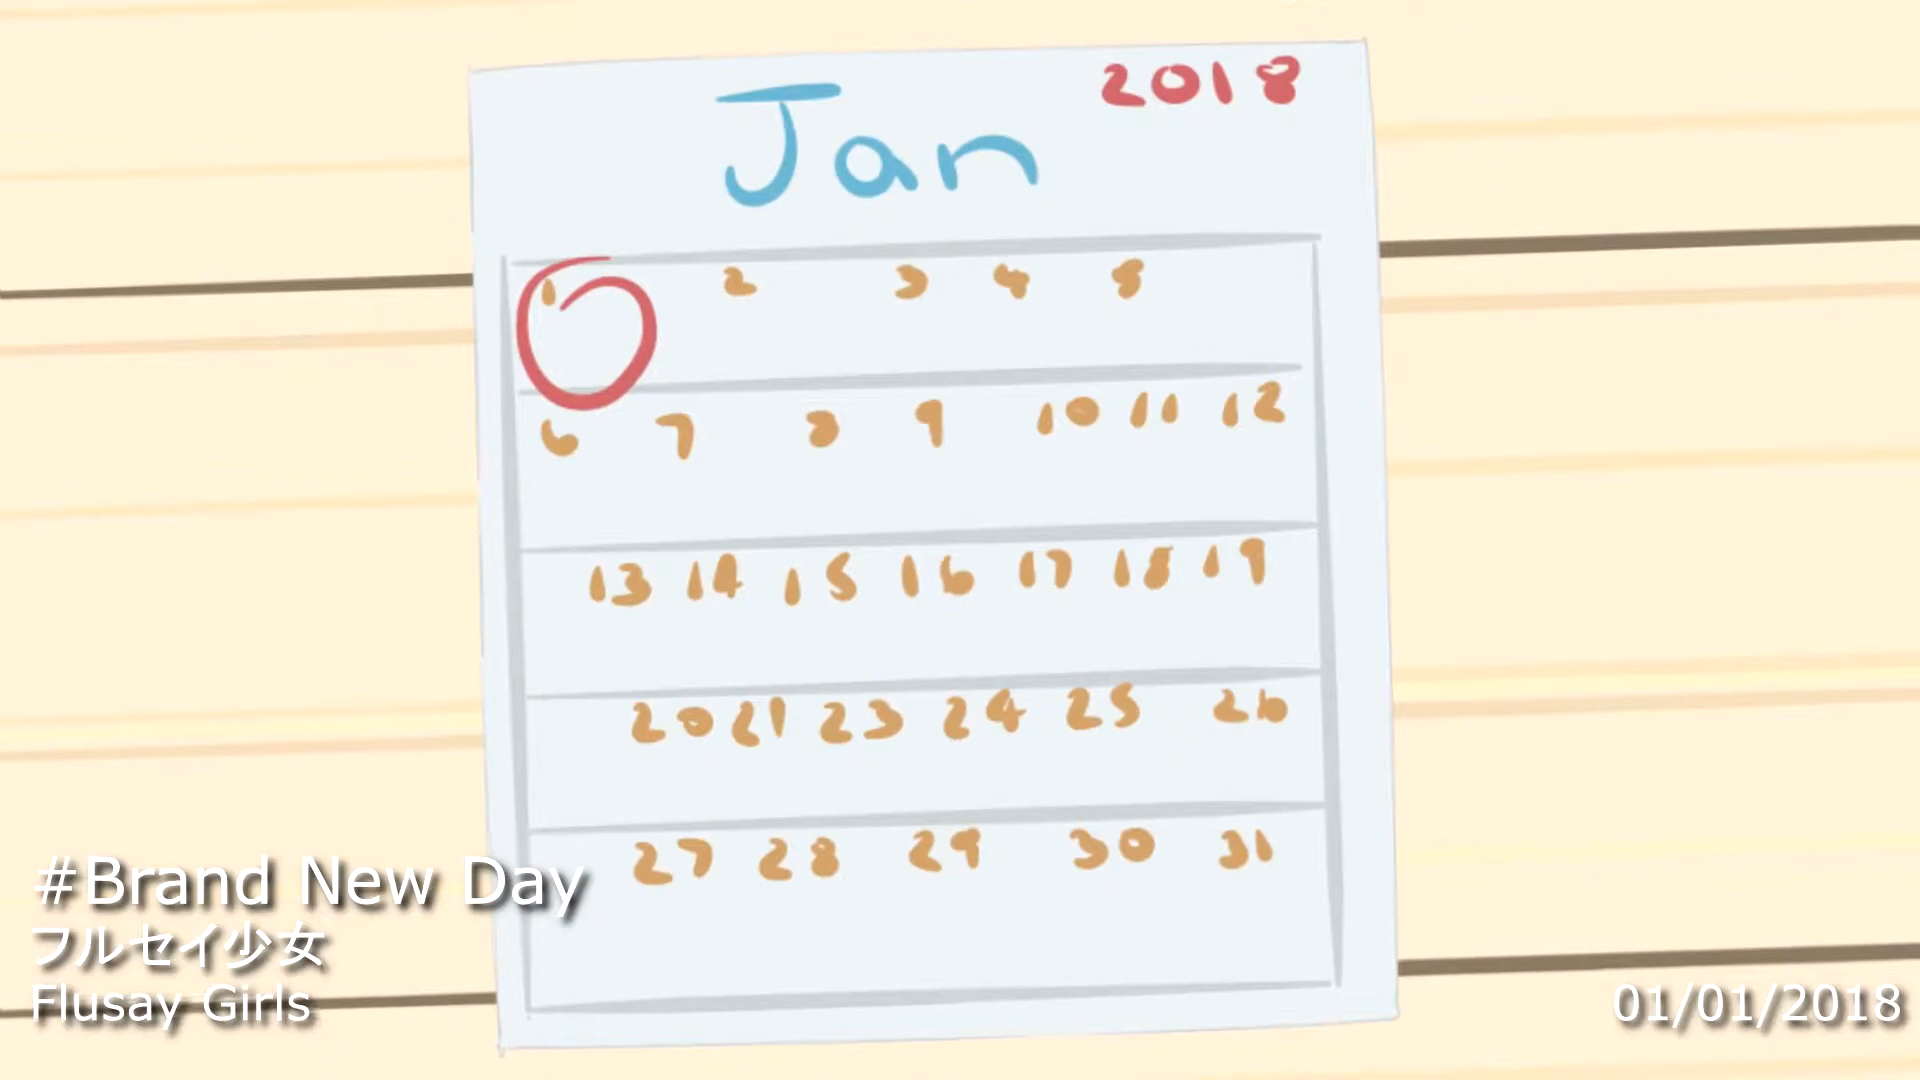 Jan 2018
1 2 3 4 5
6 7 8 9 10 11 12
13 14 15 16 17 18 19
20 21 23 24 25 26
27 28 29 30 31
#Brand New Day
フルセイ少女
Flusay Girls
01/01/2018